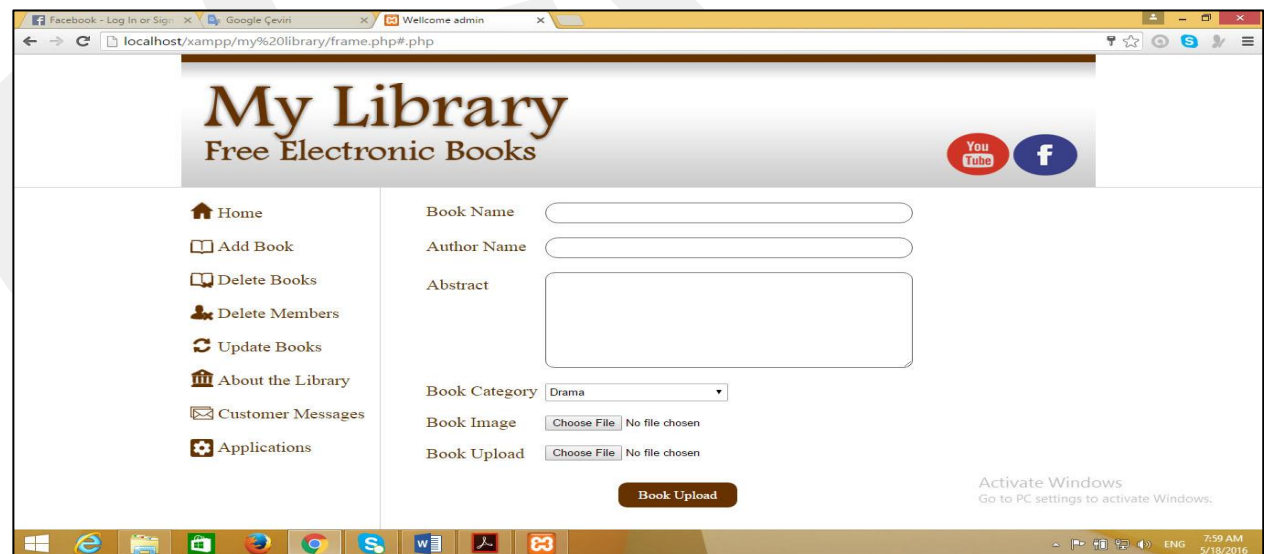 Facebook - Log In or Sign
Google Çeviri
Wellcome admin
localhost/xampp/my%20library/frame.php#.php
My Library
Free Electronic Books
You
Tube
f
Home
Add Book
Delete Books
Delete Members
Update Books
About the Library
Customer Messages
Applications
Book Name
Author Name
Abstract
Book Category Drama
Book Image Choose File No file chosen
Book Upload Choose File No file chosen
Book Upload
Activate Windows
Go to PC settings to activate Windows.
ENG
7:59 AM
5/18/2016